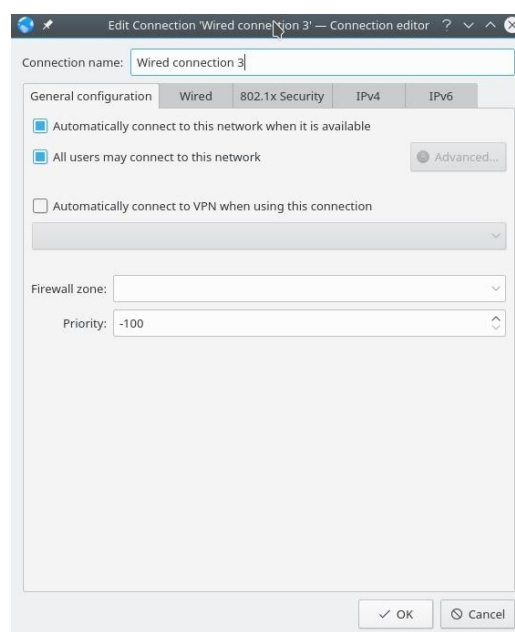 Edit Connection 'Wired connection 3' — Connection editor ?
Connection name: Wired connection 3
General configuration Wired 802.1x Security IPv4 IPv6
Automatically connect to this network when it is available
All users may connect to this network Advanced...
Automatically connect to VPN when using this connection
Firewall zone:
Priority: -100
OK Cancel